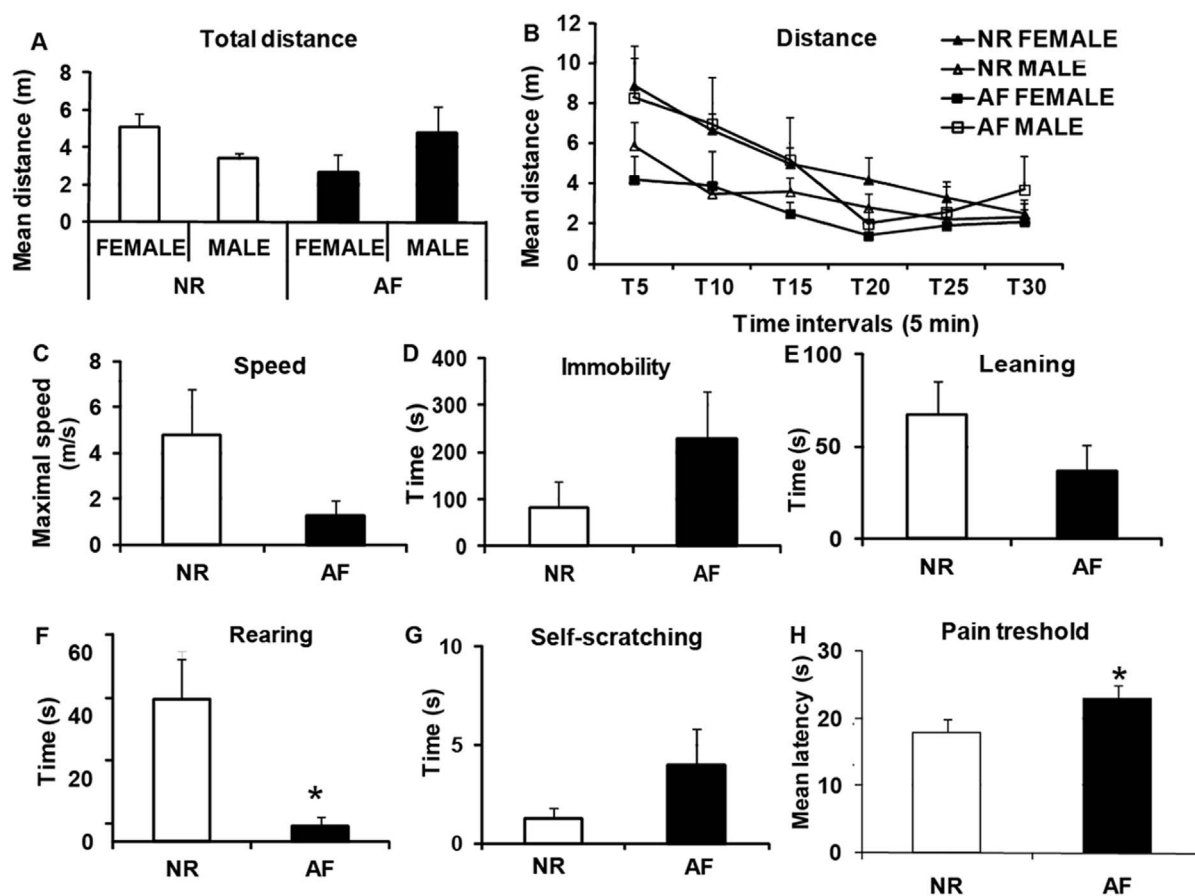 A
Total distance
Mean distance (m)
8
6
4
2
0
FEMALE MALE FEMALE MALE
NR AF
B
Distance
Mean distance (m)
12
10
8
6
4
2
0
NR FEMALE
NR MALE
AF FEMALE
AF MALE
T5 T10 T15 T20 T25 T30
Time intervals (5 min)
C
Speed
Maximal speed
(m/s)
8
6
4
2
0
NR AF
D
Immobility
Time (s)
400
300
200
100
0
NR AF
E
Leaning
Time (s)
100
50
0
NR AF
F
Rearing
Time (s)
60
40
20
0
*
NR AF
G
Self-scratching
Time (s)
10
5
0
NR AF
H
Pain treshold
Mean latency (s)
30
20
10
0
*
NR AF